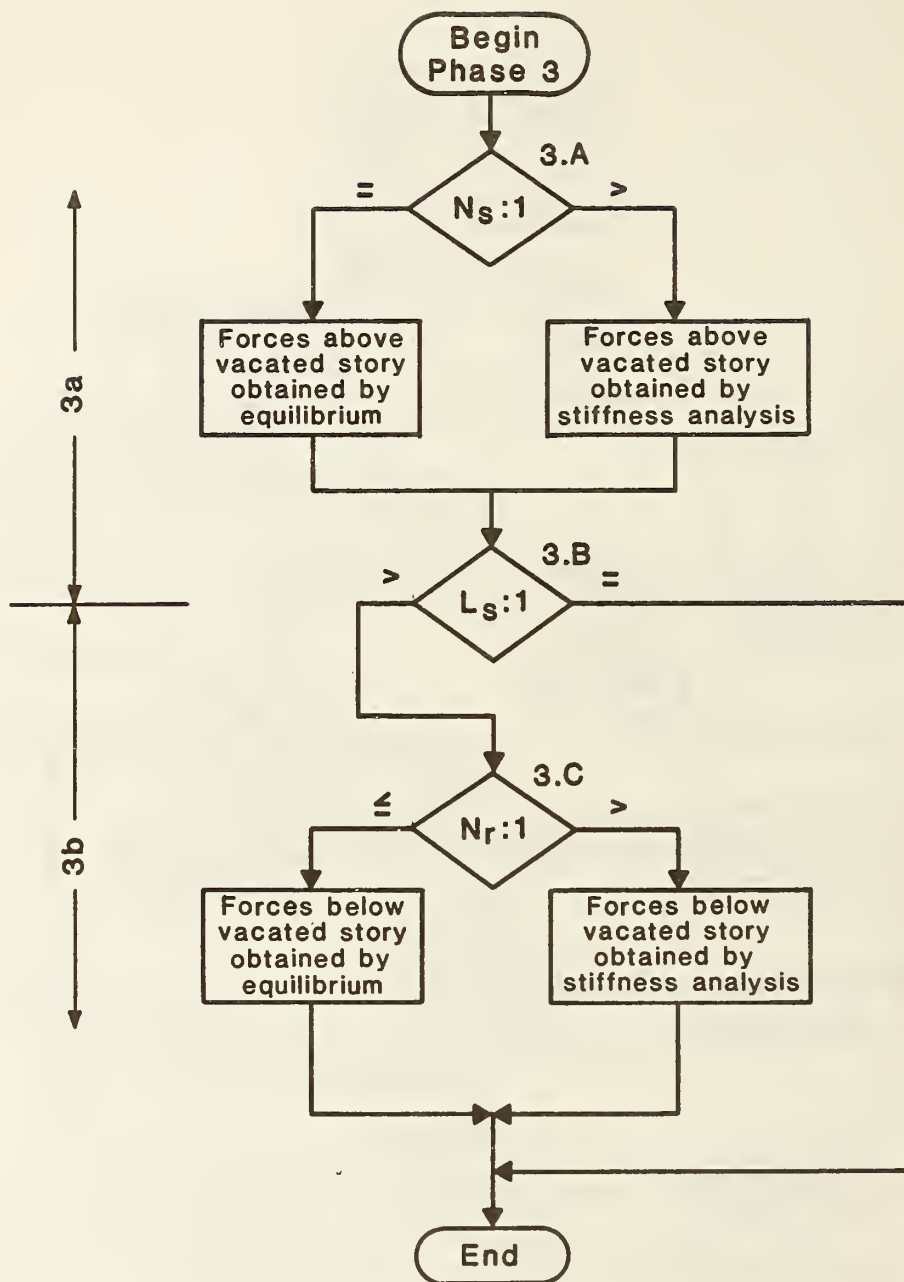 Begin
Phase 3
3.A
=
Ns:1
>
Forces above
vacated story
obtained by
equilibrium
Forces above
vacated story
obtained by
stiffness analysis
3a
3.B
>
Ls:1
=
3.C
≤
Nr:1
>
Forces below
vacated story
obtained by
equilibrium
Forces below
vacated story
obtained by
stiffness analysis
3b
End